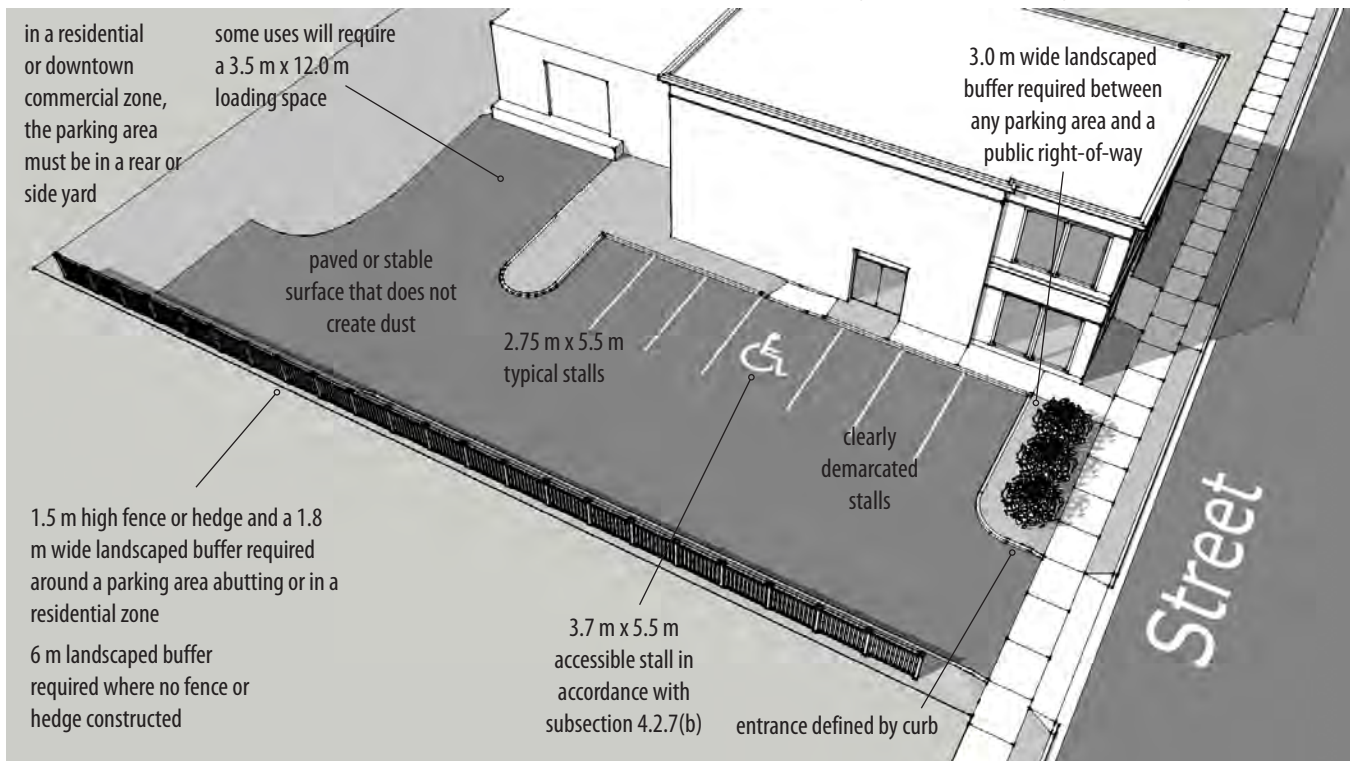 in a residential
or downtown
commercial zone,
the parking area
must be in a rear or
side yard
some uses will require
a 3.5 m x 12.0 m
loading space
3.0 m wide landscaped
buffer required between
any parking area and a
public right-of-way
paved or stable
surface that does not
create dust
2.75 m x 5.5 m
typical stalls
clearly
demarcated
stalls
1.5 m high fence or hedge and a 1.8
m wide landscaped buffer required
around a parking area abutting or in a
residential zone
6 m landscaped buffer
required where no fence or
hedge constructed
3.7 m x 5.5 m
accessible stall in
accordance with
subsection 4.2.7(b)
entrance defined by curb
Street